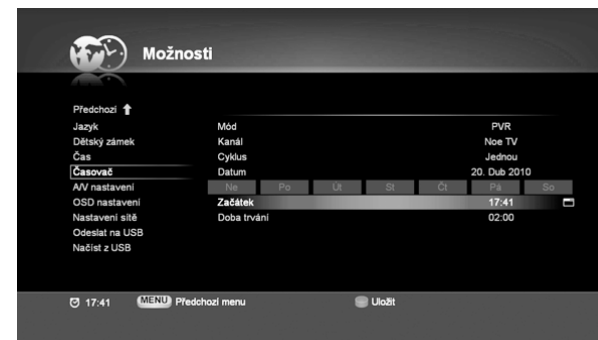 Možnosti
Předchozí
Jazyk Mód PVR
Dětský zámek Kanál Noe TV
Čas Cyklus Jednou
Časovač Datum 20. Dub 2010
A/V nastavení Ne Po Út St Čt Pá So
OSD nastavení Začátek 17:41
Nastavení sítě Doba trvání 02:00
Odeslat na USB
Načíst z USB
17:41 MENU Předchozí menu Uložit